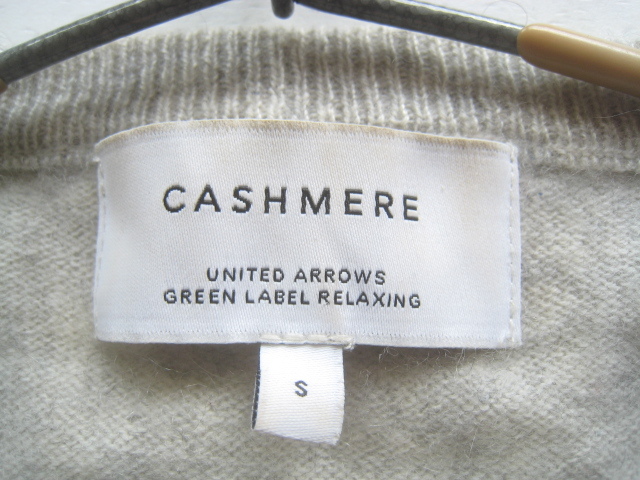 CASHMERE
UNITED ARROWS
GREEN LABEL RELAXING
S